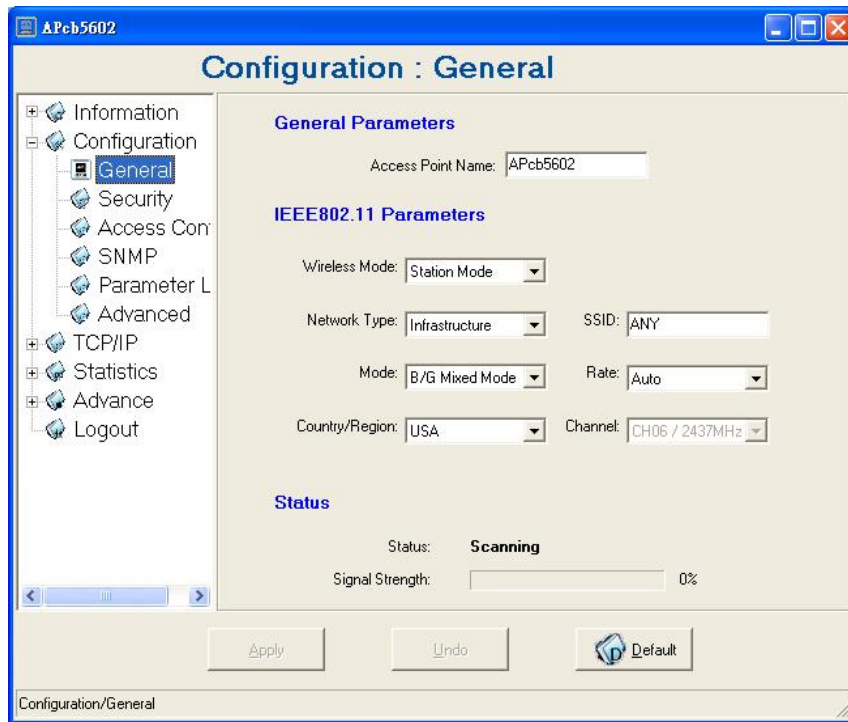 APcb5602
Configuration : General
Information
Configuration
General
Security
Access Con
SNMP
Parameter L
Advanced
TCP/IP
Statistics
Advance
Logout
General Parameters
Access Point Name: APcb5602
IEEE802.11 Parameters
Wireless Mode: Station Mode
Network Type: Infrastructure SSID: ANY
Mode: B/G Mixed Mode Rate: Auto
Country/Region: USA Channel: CH06 / 2437MHz
Status
Status: Scanning
Signal Strength: 0%
Apply Undo Default
Configuration/General